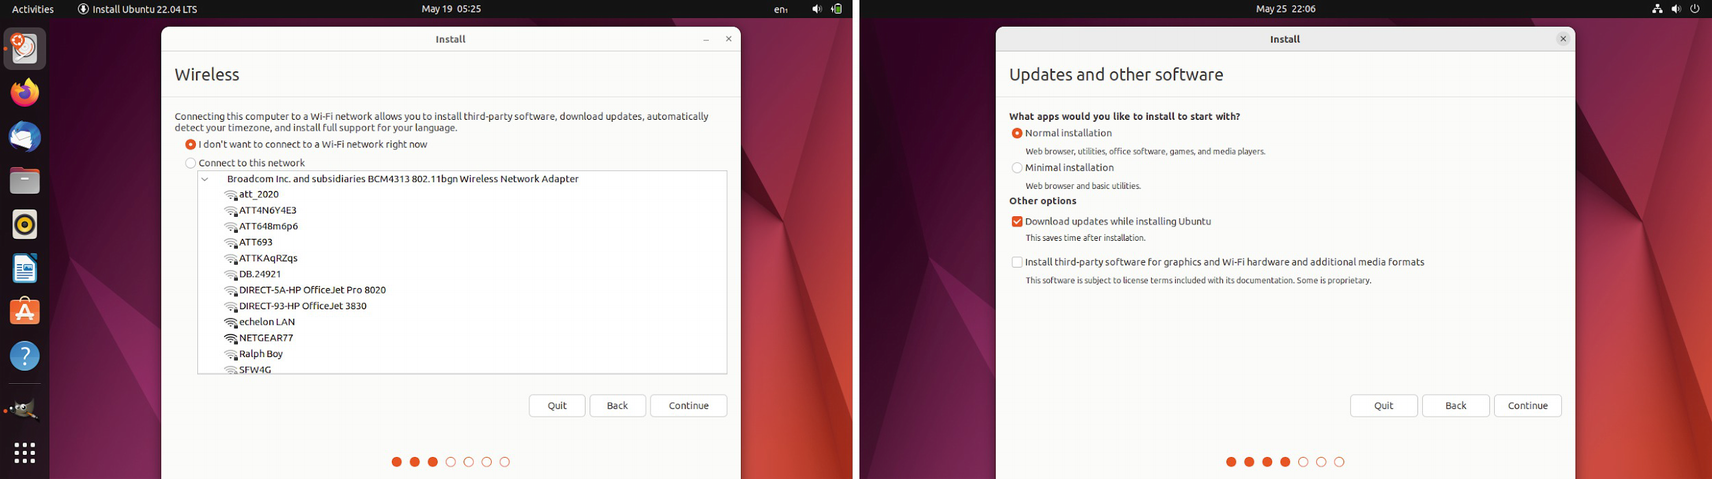 Activities
Install Ubuntu 22.04 LTS
May 19 05:25
en₁
Install
Wireless
Connecting this computer to a Wi-Fi network allows you to install third-party software, download updates, automatically
detect your timezone, and install full support for your language.
I don't want to connect to a Wi-Fi network right now
Connect to this network
Broadcom Inc. and subsidiaries BCM4313 802.11bgn Wireless Network Adapter
att_2020
ATT4N6Y4E3
ATT648m6p6
ATT693
ATTKAqRZqs
DB.24921
DIRECT-5A-HP OfficeJet Pro 8020
DIRECT-93-HP OfficeJet 3830
echelon LAN
NETGEAR77
Ralph Boy
SFW4G
Quit
Back
Continue
May 25 22:06
Install
Updates and other software
What apps would you like to install to start with?
Normal installation
Web browser, utilities, office software, games, and media players.
Minimal installation
Web browser and basic utilities.
Other options
Download updates while installing Ubuntu
This saves time after installation.
Install third-party software for graphics and Wi-Fi hardware and additional media formats
This software is subject to license terms included with its documentation. Some is proprietary.
Quit
Back
Continue